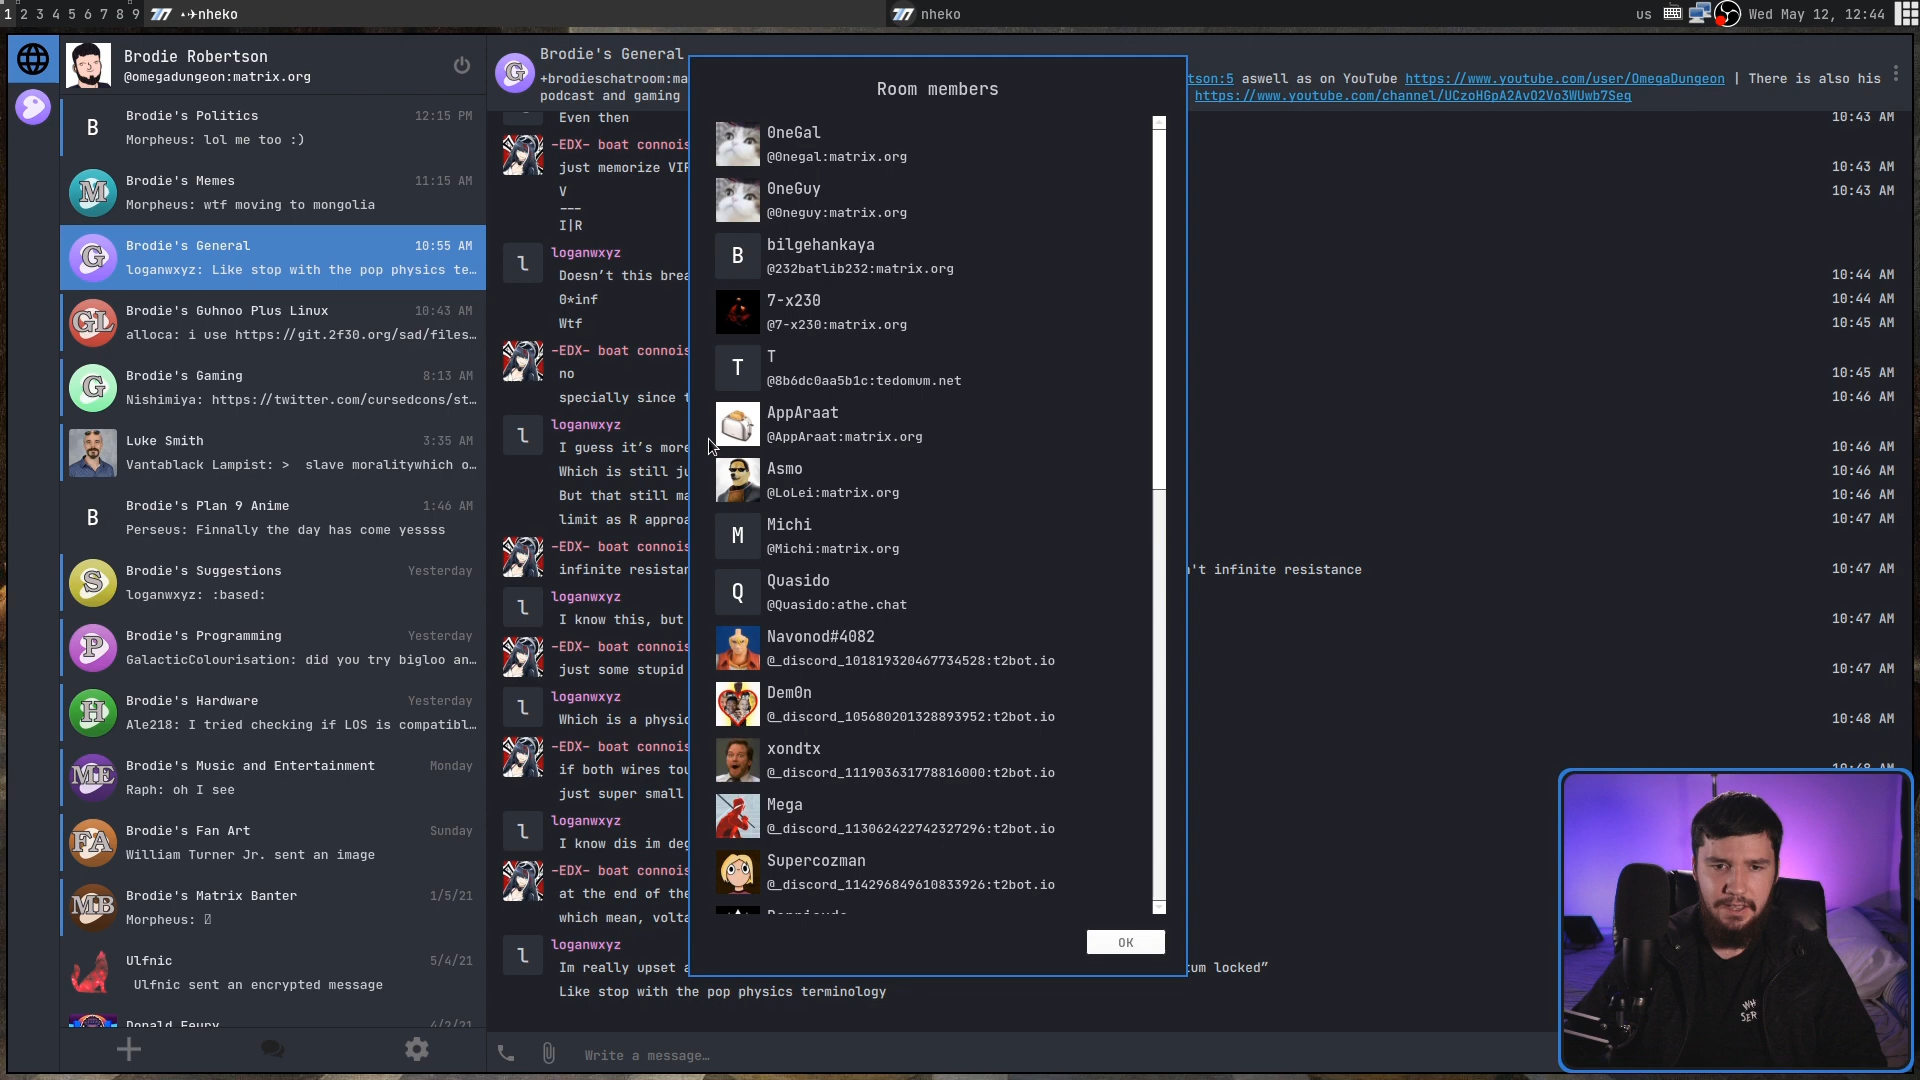 1 2 3 4 5 6 7 8 9 nheko
nheko
us Wed May 12, 12:44
Brodie Robertson
@omegadungeon:matrix.org
Brodie's Politics 12:15 PM
Morpheus: lol me too :)
Brodie's Memes 11:15 AM
Morpheus: wtf moving to mongolia
Brodie's General 10:55 AM
loganwxyz: Like stop with the pop physics te…
Brodie's Guhnoo Plus Linux 10:43 AM
alloca: i use https://git.2f30.org/sad/files…
Brodie's Gaming 8:13 AM
Nishimiya: https://twitter.com/cursedcons/st…
Luke Smith 3:35 AM
Vantablack Lampist: > slave moralitywhich o…
Brodie's Plan 9 Anime 1:46 AM
Perseus: Finnally the day has come yessss
Brodie's Suggestions Yesterday
loganwxyz: :based:
Brodie's Programming Yesterday
GalacticColourisation: did you try bigloo an…
Brodie's Hardware Yesterday
Ale218: I tried checking if LOS is compatibl…
Brodie's Music and Entertainment Monday
Raph: oh I see
Brodie's Fan Art Sunday
William Turner Jr. sent an image
Brodie's Matrix Banter 1/5/21
Morpheus:
Ulfnic 5/4/21
Ulfnic sent an encrypted message
Donald Feury 4/2/21
Brodie's General
+brodieschatroom:ma
tson:5 aswell as on YouTube https://www.youtube.com/user/OmegaDungeon | There is also his
podcast and gaming
https://www.youtube.com/channel/UCzoHGpA2AvO2Vo3WUwb7Seg
Even then 10:43 AM
-EDX- boat connois
just memorize VIR 10:43 AM
V 10:43 AM
---
I|R
loganwxyz
Doesn't this brea 10:44 AM
0*inf 10:44 AM
Wtf 10:45 AM
-EDX- boat connois
no 10:45 AM
specially since t 10:46 AM
loganwxyz
I guess it's more 10:46 AM
Which is still ju 10:46 AM
But that still ma 10:46 AM
limit as R approa 10:47 AM
-EDX- boat connois
infinite resistan 't infinite resistance 10:47 AM
loganwxyz
I know this, but 10:47 AM
-EDX- boat connois
just some stupid 10:47 AM
loganwxyz
Which is a physic 10:48 AM
-EDX- boat connois
if both wires tou 10:48 AM
just super small
loganwxyz
I know dis im deg
-EDX- boat connois
at the end of the
which mean, volta
loganwxyz
Im really upset a um locked”
Like stop with the pop physics terminology
Write a message…
Room members
0neGal
@0negal:matrix.org
0neGuy
@0neguy:matrix.org
bilgehankaya
@232batlib232:matrix.org
7-x230
@7-x230:matrix.org
T
@8b6dc0aa5b1c:tedomum.net
AppAraat
@AppAraat:matrix.org
Asmo
@LoLei:matrix.org
Michi
@Michi:matrix.org
Quasido
@Quasido:athe.chat
Navonod#4082
@_discord_101819320467734528:t2bot.io
Dem0n
@_discord_105680201328893952:t2bot.io
xondtx
@_discord_111903631778816000:t2bot.io
Mega
@_discord_113062422742327296:t2bot.io
Supercozman
@_discord_114296849610833926:t2bot.io
OK
B
M
G
GL
G
B
S
P
H
ME
FA
MB
G
l
l
l
l
l
l
B
T
M
Q
WH
SER